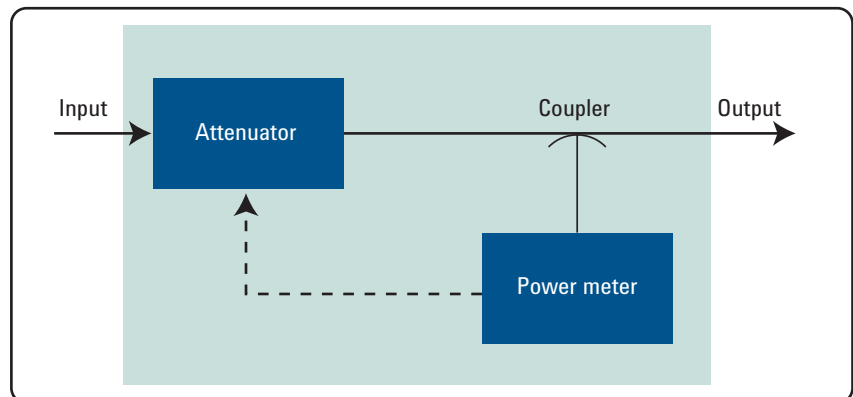 Input
Coupler
Output
Attenuator
Power meter